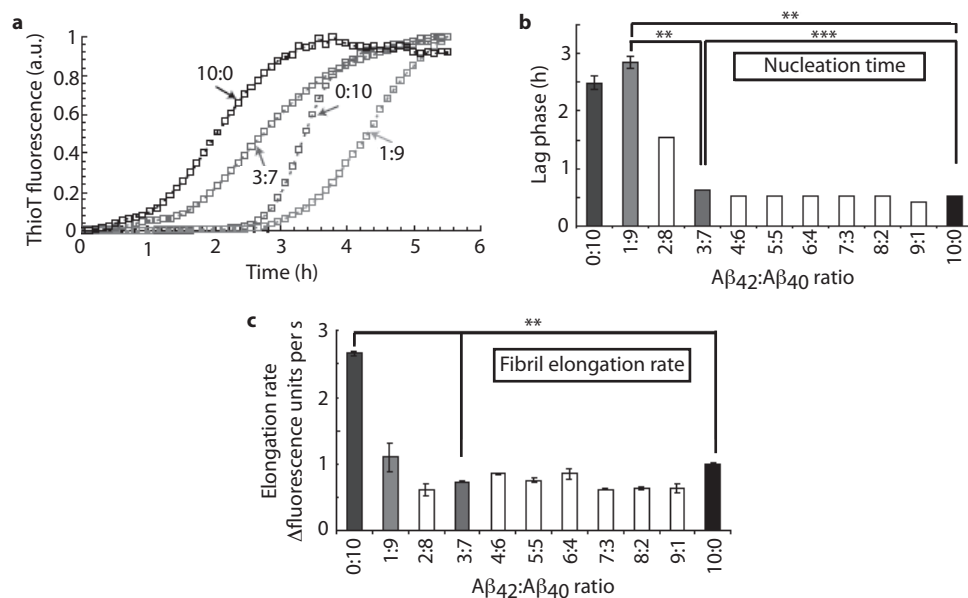 a
ThioT fluorescence (a.u.)
1
0.8
0.6
0.4
0.2
0
10:0
0:10
3:7
1:9
0 1 2 3 4 5 6
Time (h)
b
**
** ***
Nucleation time
Lag phase (h)
3
2
1
0
0:10 1:9 2:8 3:7 4:6 5:5 6:4 7:3 8:2 9:1 10:0
Aβ42:Aβ40 ratio
c
**
Fibril elongation rate
Elongation rate
Δfluorescence units per s
3
2
1
0
0:10 1:9 2:8 3:7 4:6 5:5 6:4 7:3 8:2 9:1 10:0
Aβ42:Aβ40 ratio